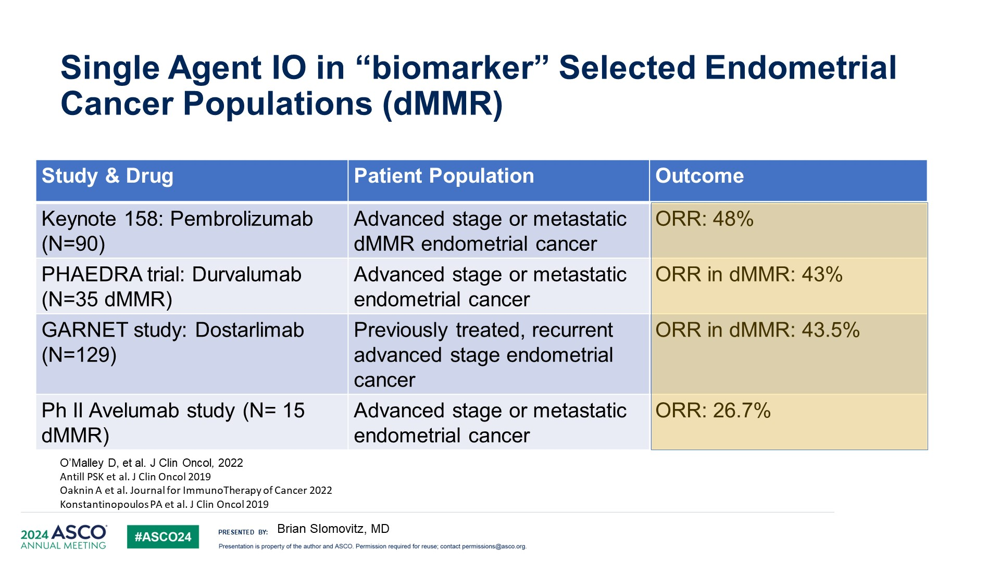 Single Agent IO in “biomarker” Selected Endometrial
Cancer Populations (dMMR)
Study & Drug
Patient Population
Outcome
Keynote 158: Pembrolizumab
(N=90)
Advanced stage or metastatic
dMMR endometrial cancer
ORR: 48%
PHAEDRA trial: Durvalumab
(N=35 dMMR)
Advanced stage or metastatic
endometrial cancer
ORR in dMMR: 43%
GARNET study: Dostarlimab
(N=129)
Previously treated, recurrent
advanced stage endometrial
cancer
ORR in dMMR: 43.5%
Ph II Avelumab study (N= 15
dMMR)
Advanced stage or metastatic
endometrial cancer
ORR: 26.7%
O’Malley D, et al. J Clin Oncol, 2022
Antill PSK et al. J Clin Oncol 2019
Oaknin A et al. Journal for ImmunoTherapy of Cancer 2022
Konstantinopoulos PA et al. J Clin Oncol 2019
2024 ASCO®
ANNUAL MEETING
#ASCO24
PRESENTED BY: Brian Slomovitz, MD
Presentation is property of the author and ASCO. Permission required for reuse; contact permissions@asco.org.